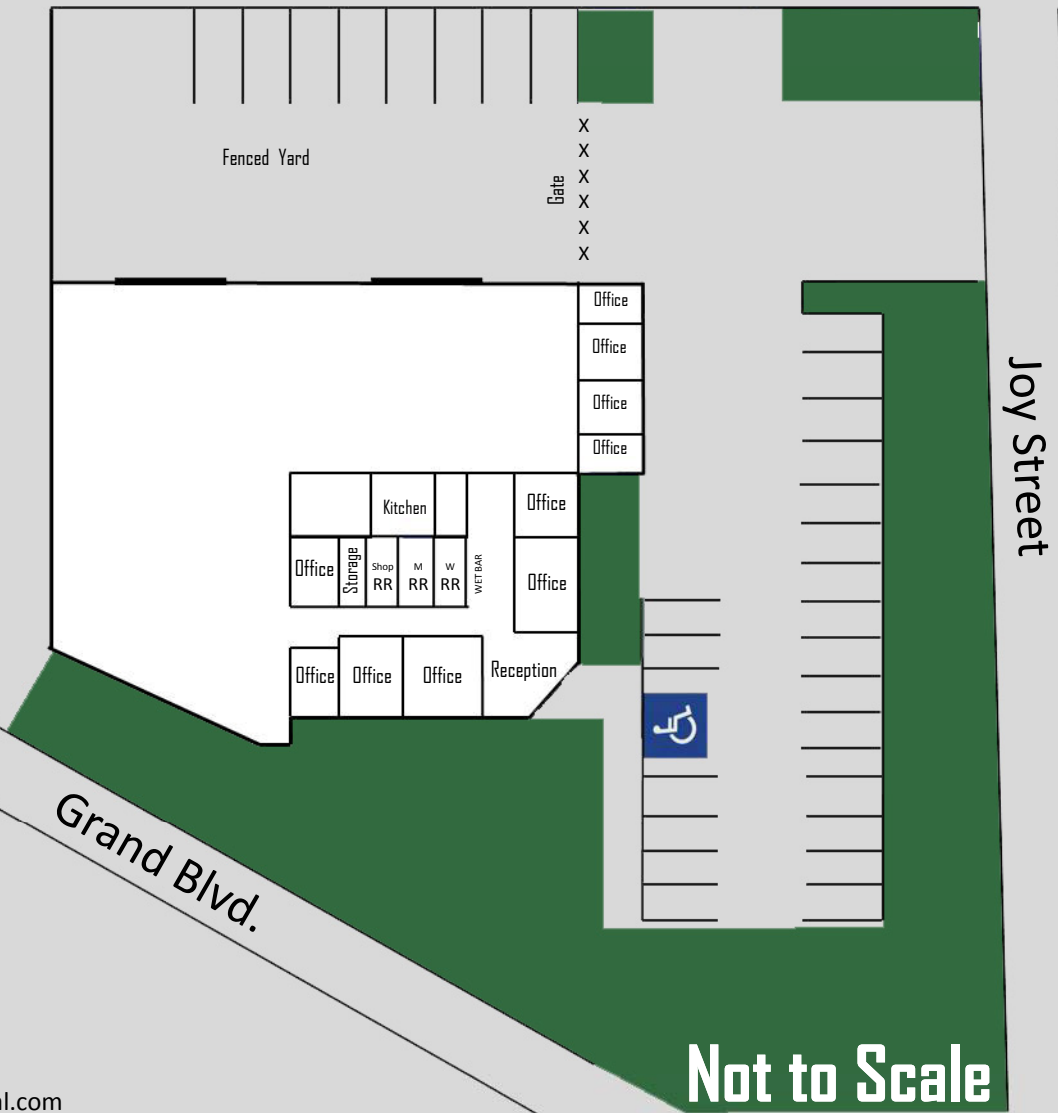 Fenced Yard
Gate
X
X
X
X
X
X
Office
Office
Office
Office
Kitchen
Office
Office
Storage
Shop
RR
M
RR
W
RR
WET BAR
Office
Office
Office
Office
Reception
Joy Street
Grand Blvd.
Not to Scale
al.com